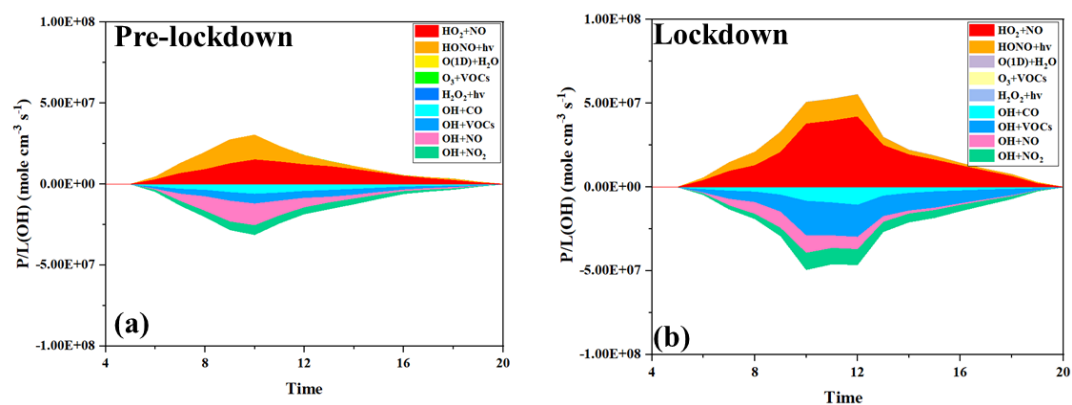 Pre-lockdown
1.00E+08
5.00E+07
0.00E+00
-5.00E+07
-1.00E+08
P/L(OH) (mole cm⁻³ s⁻¹)
HO₂+NO
HONO+hv
O(1D)+H₂O
O₃+VOCs
H₂O₂+hv
OH+CO
OH+VOCs
OH+NO
OH+NO₂
(a)
4 8 12 16 20
Time
Lockdown
1.00E+08
5.00E+07
0.00E+00
-5.00E+07
-1.00E+08
P/L(OH) (mole cm⁻³ s⁻¹)
HO₂+NO
HONO+hv
O(1D)+H₂O
O₃+VOCs
H₂O₂+hv
OH+CO
OH+VOCs
OH+NO
OH+NO₂
(b)
4 8 12 16 20
Time